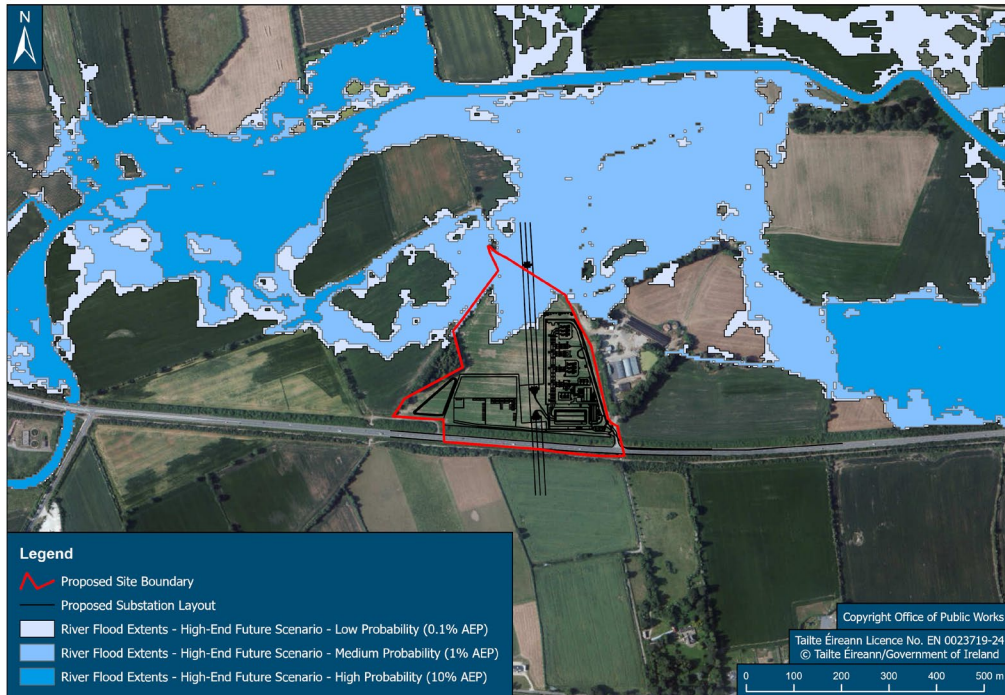 N
Legend
Proposed Site Boundary
Proposed Substation Layout
River Flood Extents - High-End Future Scenario - Low Probability (0.1% AEP)
River Flood Extents - High-End Future Scenario - Medium Probability (1% AEP)
River Flood Extents - High-End Future Scenario - High Probability (10% AEP)
Copyright Office of Public Works
Tailte Éireann Licence No. EN 0023719-24
© Tailte Éireann/Government of Ireland
0 100 200 300 400 500 m